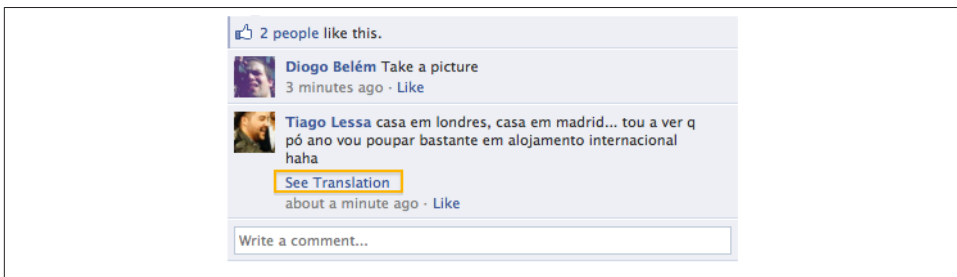 2 people like this.
Diogo Belém Take a picture
3 minutes ago · Like
Tiago Lessa casa em londres, casa em madrid... tou a ver q
pó ano vou poupar bastante em alojamento internacional
haha
See Translation
about a minute ago · Like
Write a comment...